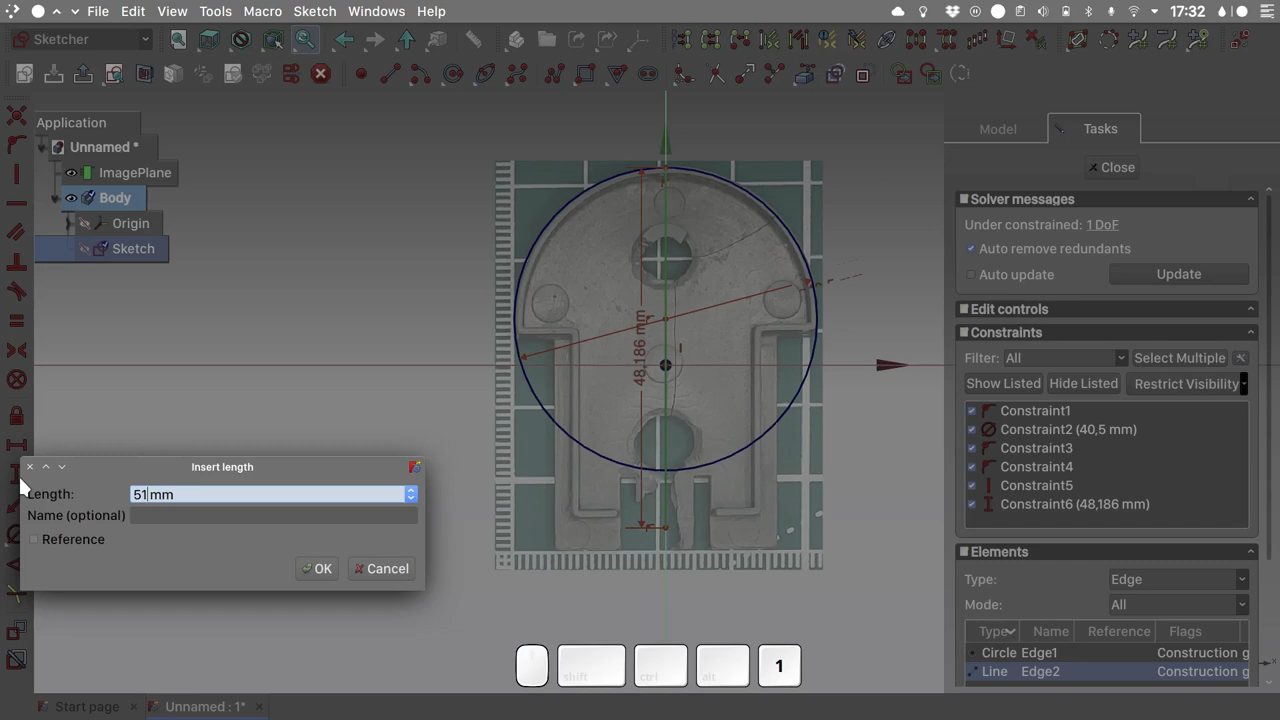 File Edit View Tools Macro Sketch Windows Help
17:32
Sketcher
Application
Unnamed *
ImagePlane
Body
Origin
Sketch
48,186 mm
Insert length
Length: 51 mm
Name (optional)
Reference
OK Cancel
shift ctrl alt 1
Model Tasks
Close
Solver messages
Under constrained: 1 DoF
Auto remove redundants
Auto update Update
Edit controls
Constraints
Filter: All Select Multiple
Show Listed Hide Listed Restrict Visibility
Constraint1
Constraint2 (40,5 mm)
Constraint3
Constraint4
Constraint5
Constraint6 (48,186 mm)
Elements
Type: Edge
Mode: All
Type Name Reference Flags
Circle Edge1 Construction g
Line Edge2 Construction g
Start page Unnamed : 1*